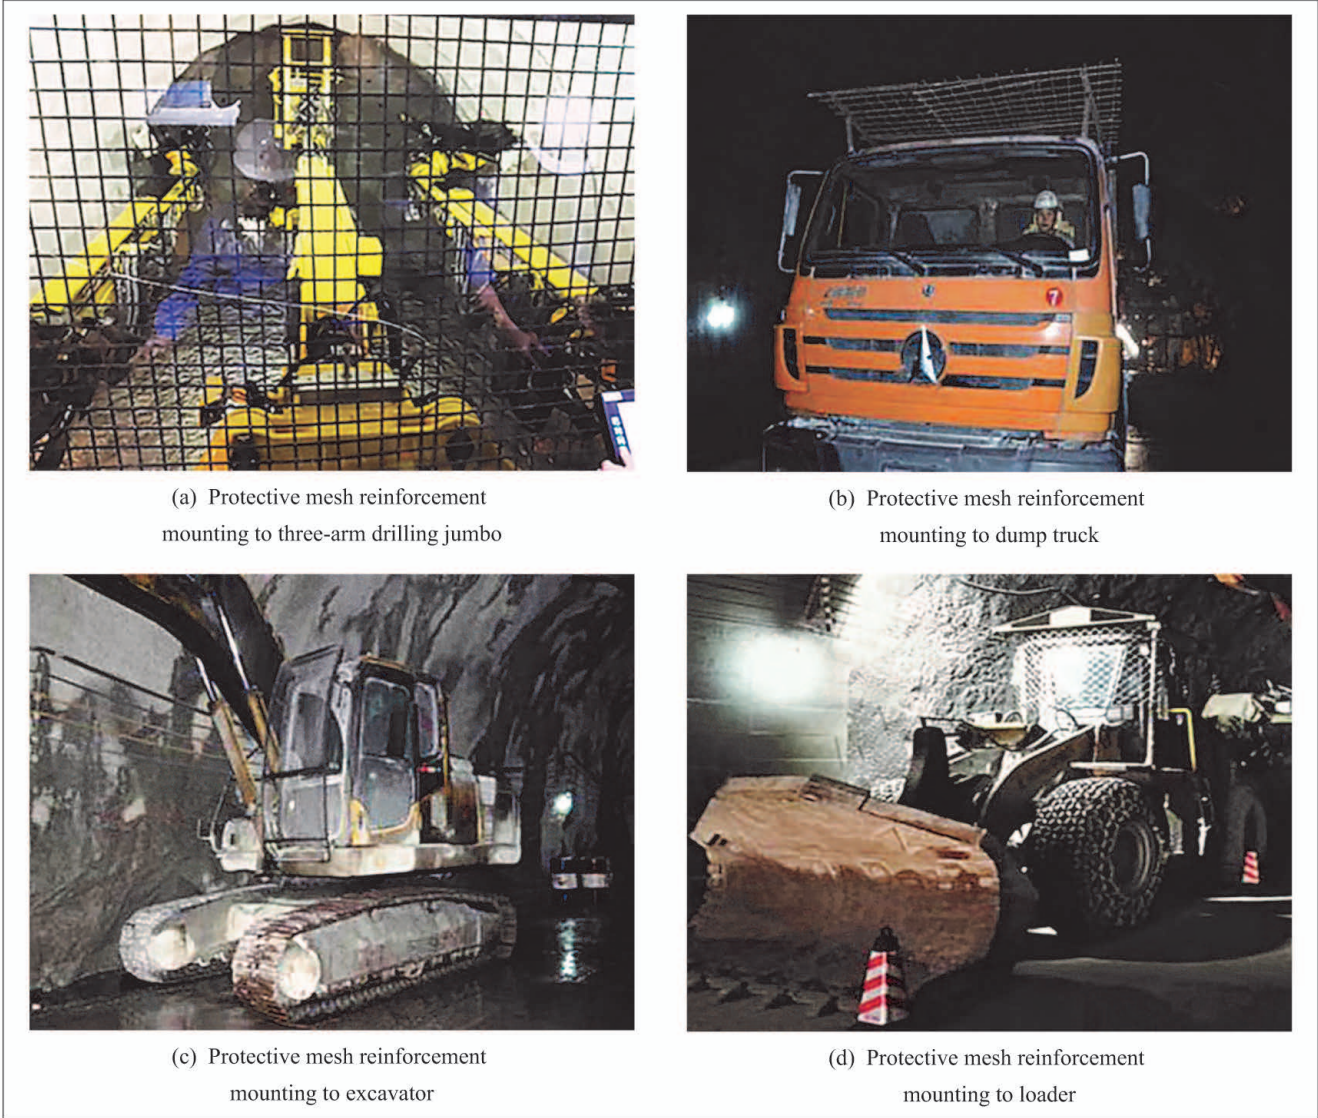 7
(a) Protective mesh reinforcement
mounting to three-arm drilling jumbo
(b) Protective mesh reinforcement
mounting to dump truck
(c) Protective mesh reinforcement
mounting to excavator
(d) Protective mesh reinforcement
mounting to loader